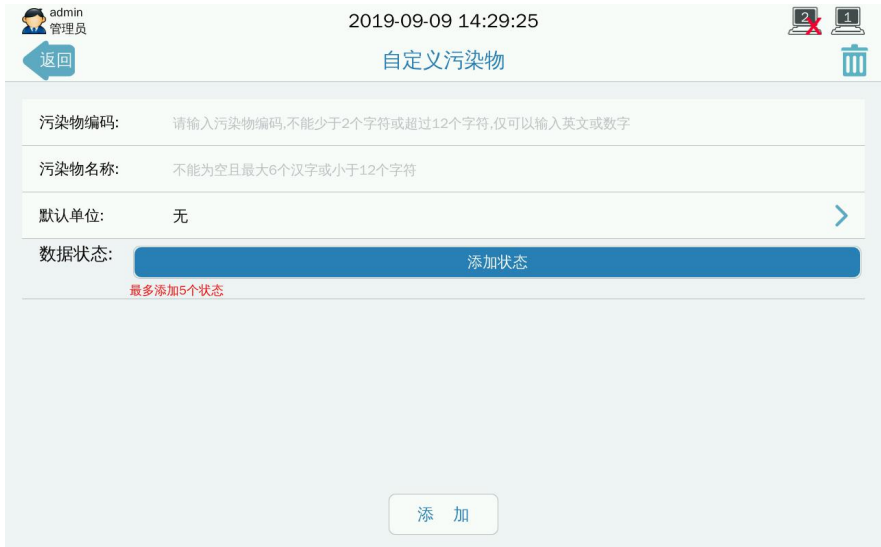 admin
管理员
2019-09-09 14:29:25
2
1
返回
自定义污染物
污染物编码:
请输入污染物编码,不能少于2个字符或超过12个字符,仅可以输入英文或数字
污染物名称:
不能为空且最大6个汉字或小于12个字符
默认单位:
无
数据状态:
添加状态
最多添加5个状态
添 加